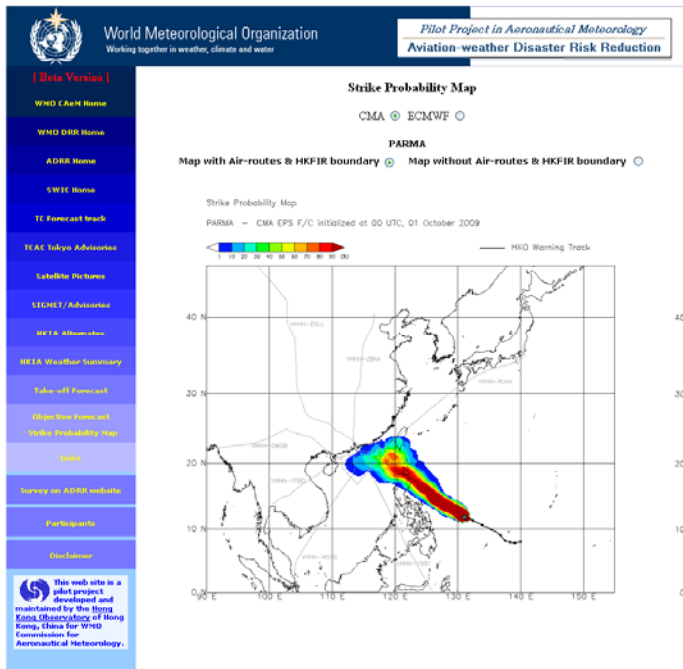 World Meteorological Organization
Working together in weather, climate and water
Pilot Project in Aeronautical Meteorology
Aviation-weather Disaster Risk Reduction
[ Beta Version ]
WMO CAeM Home
WMO DRR Home
ADRR Home
SWIC Home
TC Forecast track
TCAC Tokyo Advisories
Satellite Pictures
SIGMET/Advisories
HKIA Alternates
HKIA Weather Summary
Take-off Forecast
Objective Forecast
- Strike Probability Map
Links
Survey on ADRR website
Participants
Disclaimer
This web site is a
pilot project
developed and
maintained by the Hong
Kong Observatory of Hong
Kong, China for WMO
Commission for
Aeronautical Meteorology.
Strike Probability Map
CMA ECMWF
PARMA
Map with Air-routes & HKFIR boundary Map without Air-routes & HKFIR boundary
Strike Probability Map
PARMA - CMA EPS F/C initialized at 00 UTC, 01 October 2009
1 10 20 30 40 50 60 70 80 90 100
HKO Warning Track
40 N
30 N
20 N
10 N
0 N
90 E 100 E 110 E 120 E 130 E 140 E 150 E
VHHH-ZBAA
40
30
20
10
0